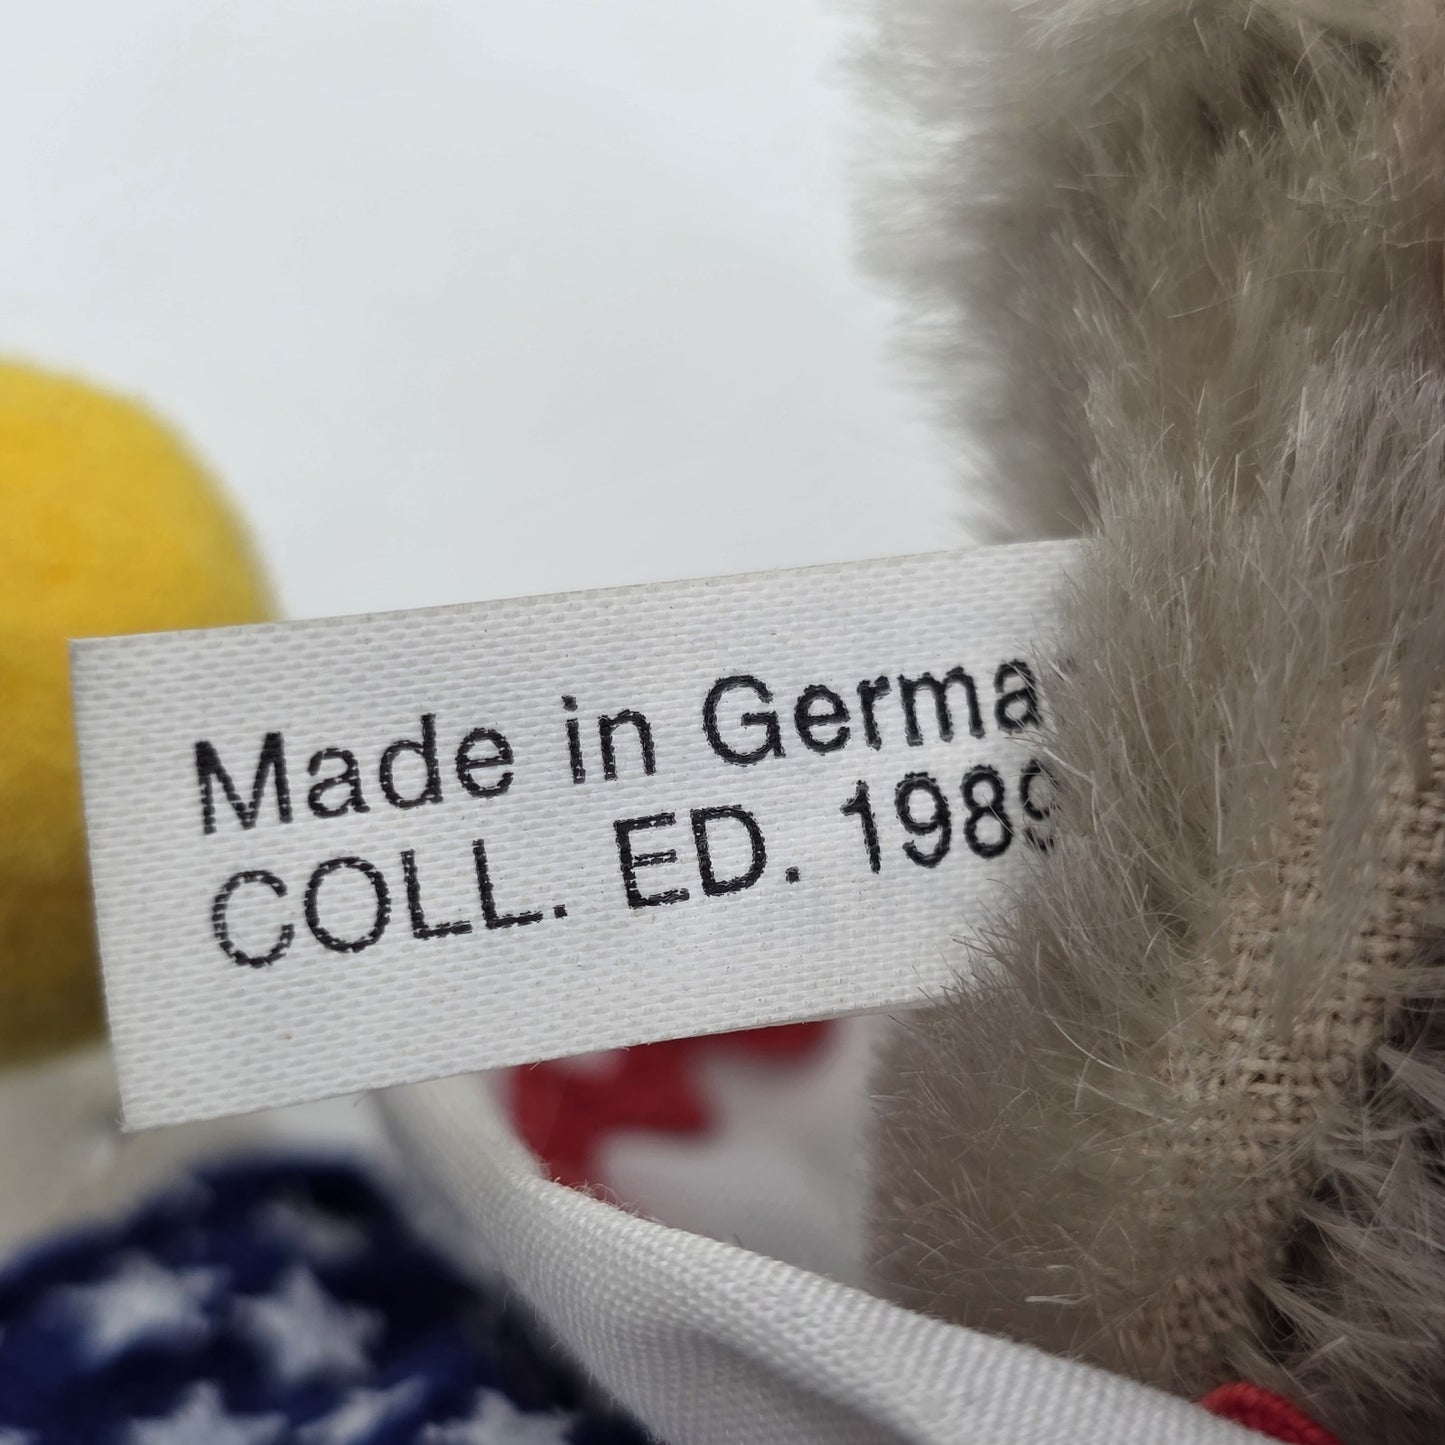 Made in Germa
COLL. ED. 1989